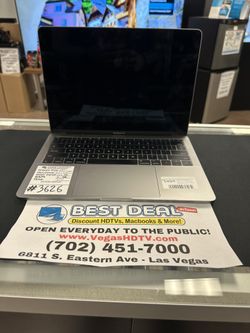 #3626
BEST DEAL
Discount HDTVs, Macbooks & More!
OPEN EVERYDAY TO THE PUBLIC!
www.VegasHDTV.com
(702) 451-7000
6811 S. Eastern Ave - Las Vegas